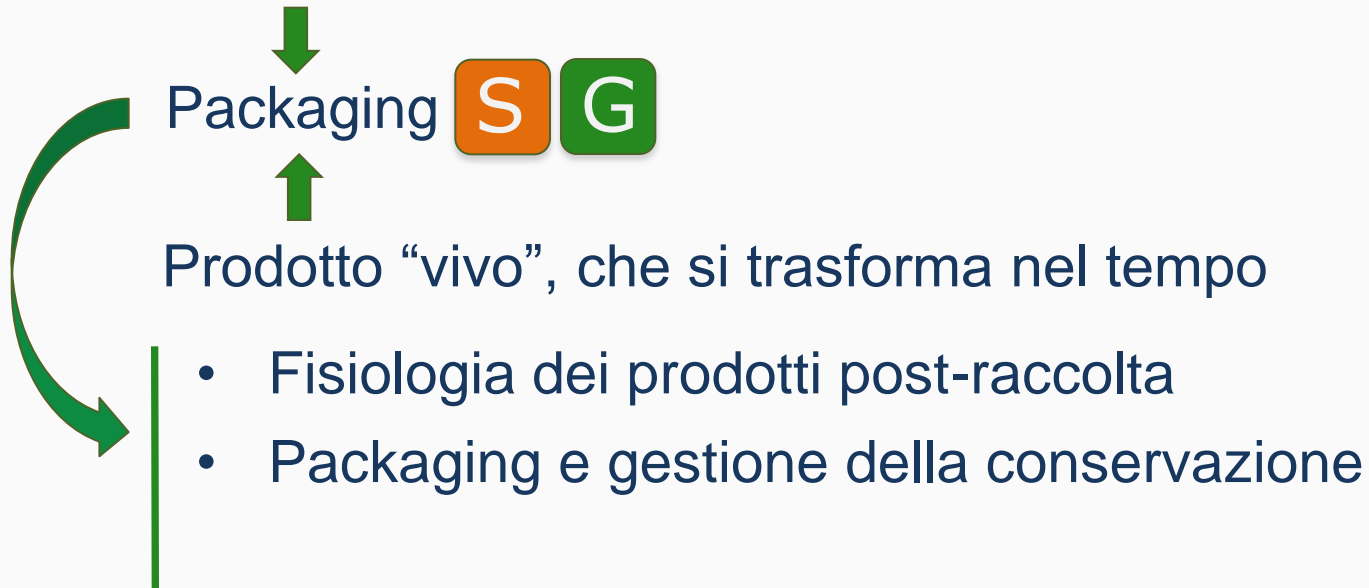 Packaging S G
Prodotto “vivo”, che si trasforma nel tempo
• Fisiologia dei prodotti post-raccolta
• Packaging e gestione della conservazione